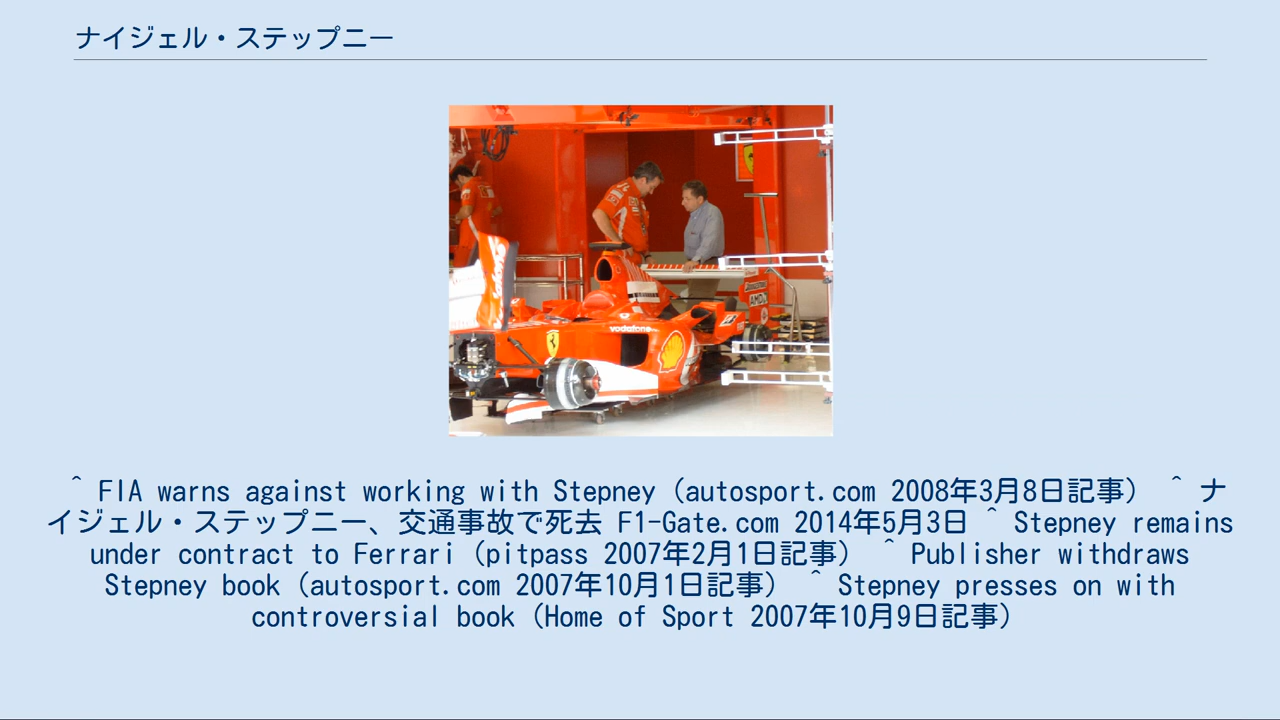 ナイジェル・ステップニー
vodafone
AMD
^ FIA warns against working with Stepney（autosport.com 2008年3月8日記事） ^ ナ
イジェル・ステップニー、交通事故で死去 F1-Gate.com 2014年5月3日 ^ Stepney remains
under contract to Ferrari（pitpass 2007年2月1日記事） ^ Publisher withdraws
Stepney book（autosport.com 2007年10月1日記事） ^ Stepney presses on with
controversial book（Home of Sport 2007年10月9日記事）